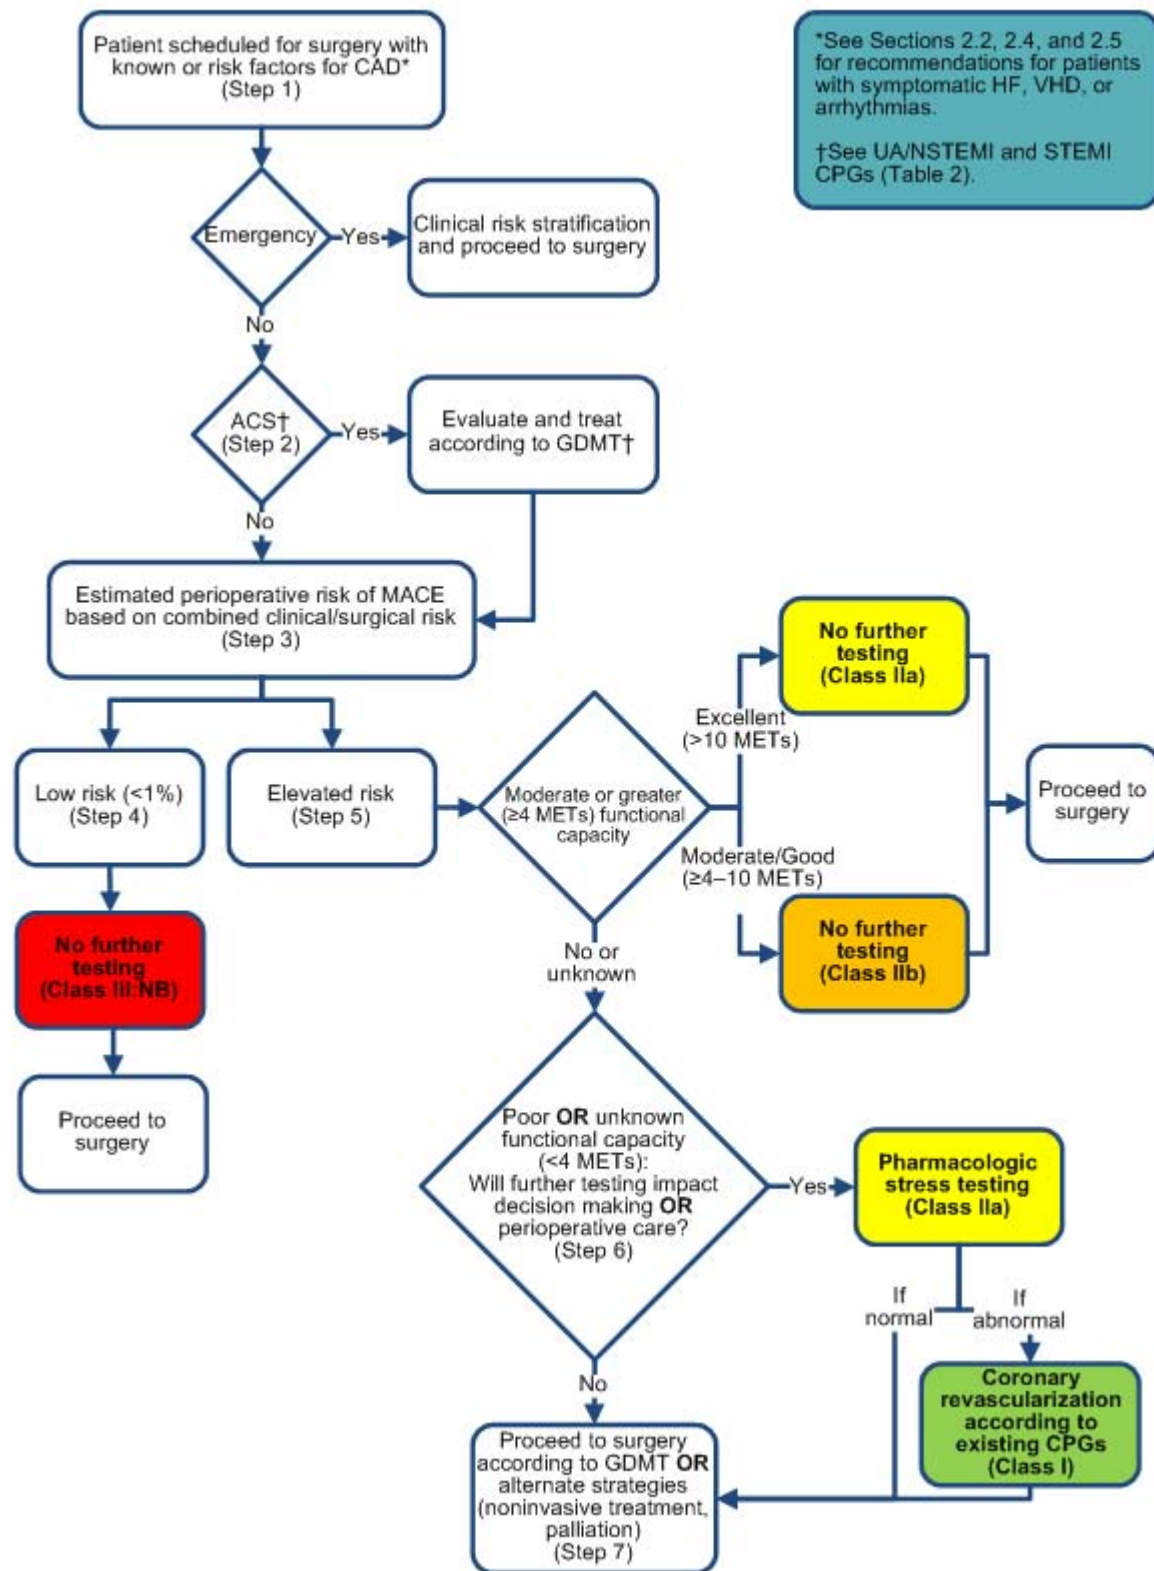 Patient scheduled for surgery with
known or risk factors for CAD*
(Step 1)
*See Sections 2.2, 2.4, and 2.5
for recommendations for patients
with symptomatic HF, VHD, or
arrhythmias.
†See UA/NSTEMI and STEMI
CPGs (Table 2).
Emergency
Yes
Clinical risk stratification
and proceed to surgery
No
ACS†
(Step 2)
Yes
Evaluate and treat
according to GDMT†
No
Estimated perioperative risk of MACE
based on combined clinical/surgical risk
(Step 3)
Low risk (<1%)
(Step 4)
Elevated risk
(Step 5)
Moderate or greater
(≥4 METs) functional
capacity
Excellent
(>10 METs)
No further
testing
(Class IIa)
Moderate/Good
(≥4–10 METs)
No further
testing
(Class IIb)
Proceed to
surgery
No further
testing
(Class III:NB)
Proceed to
surgery
No or
unknown
Poor OR unknown
functional capacity
(<4 METs):
Will further testing impact
decision making OR
perioperative care?
(Step 6)
Yes
Pharmacologic
stress testing
(Class IIa)
If
normal
If
abnormal
Coronary
revascularization
according to
existing CPGs
(Class I)
No
Proceed to surgery
according to GDMT OR
alternate strategies
(noninvasive treatment,
palliation)
(Step 7)